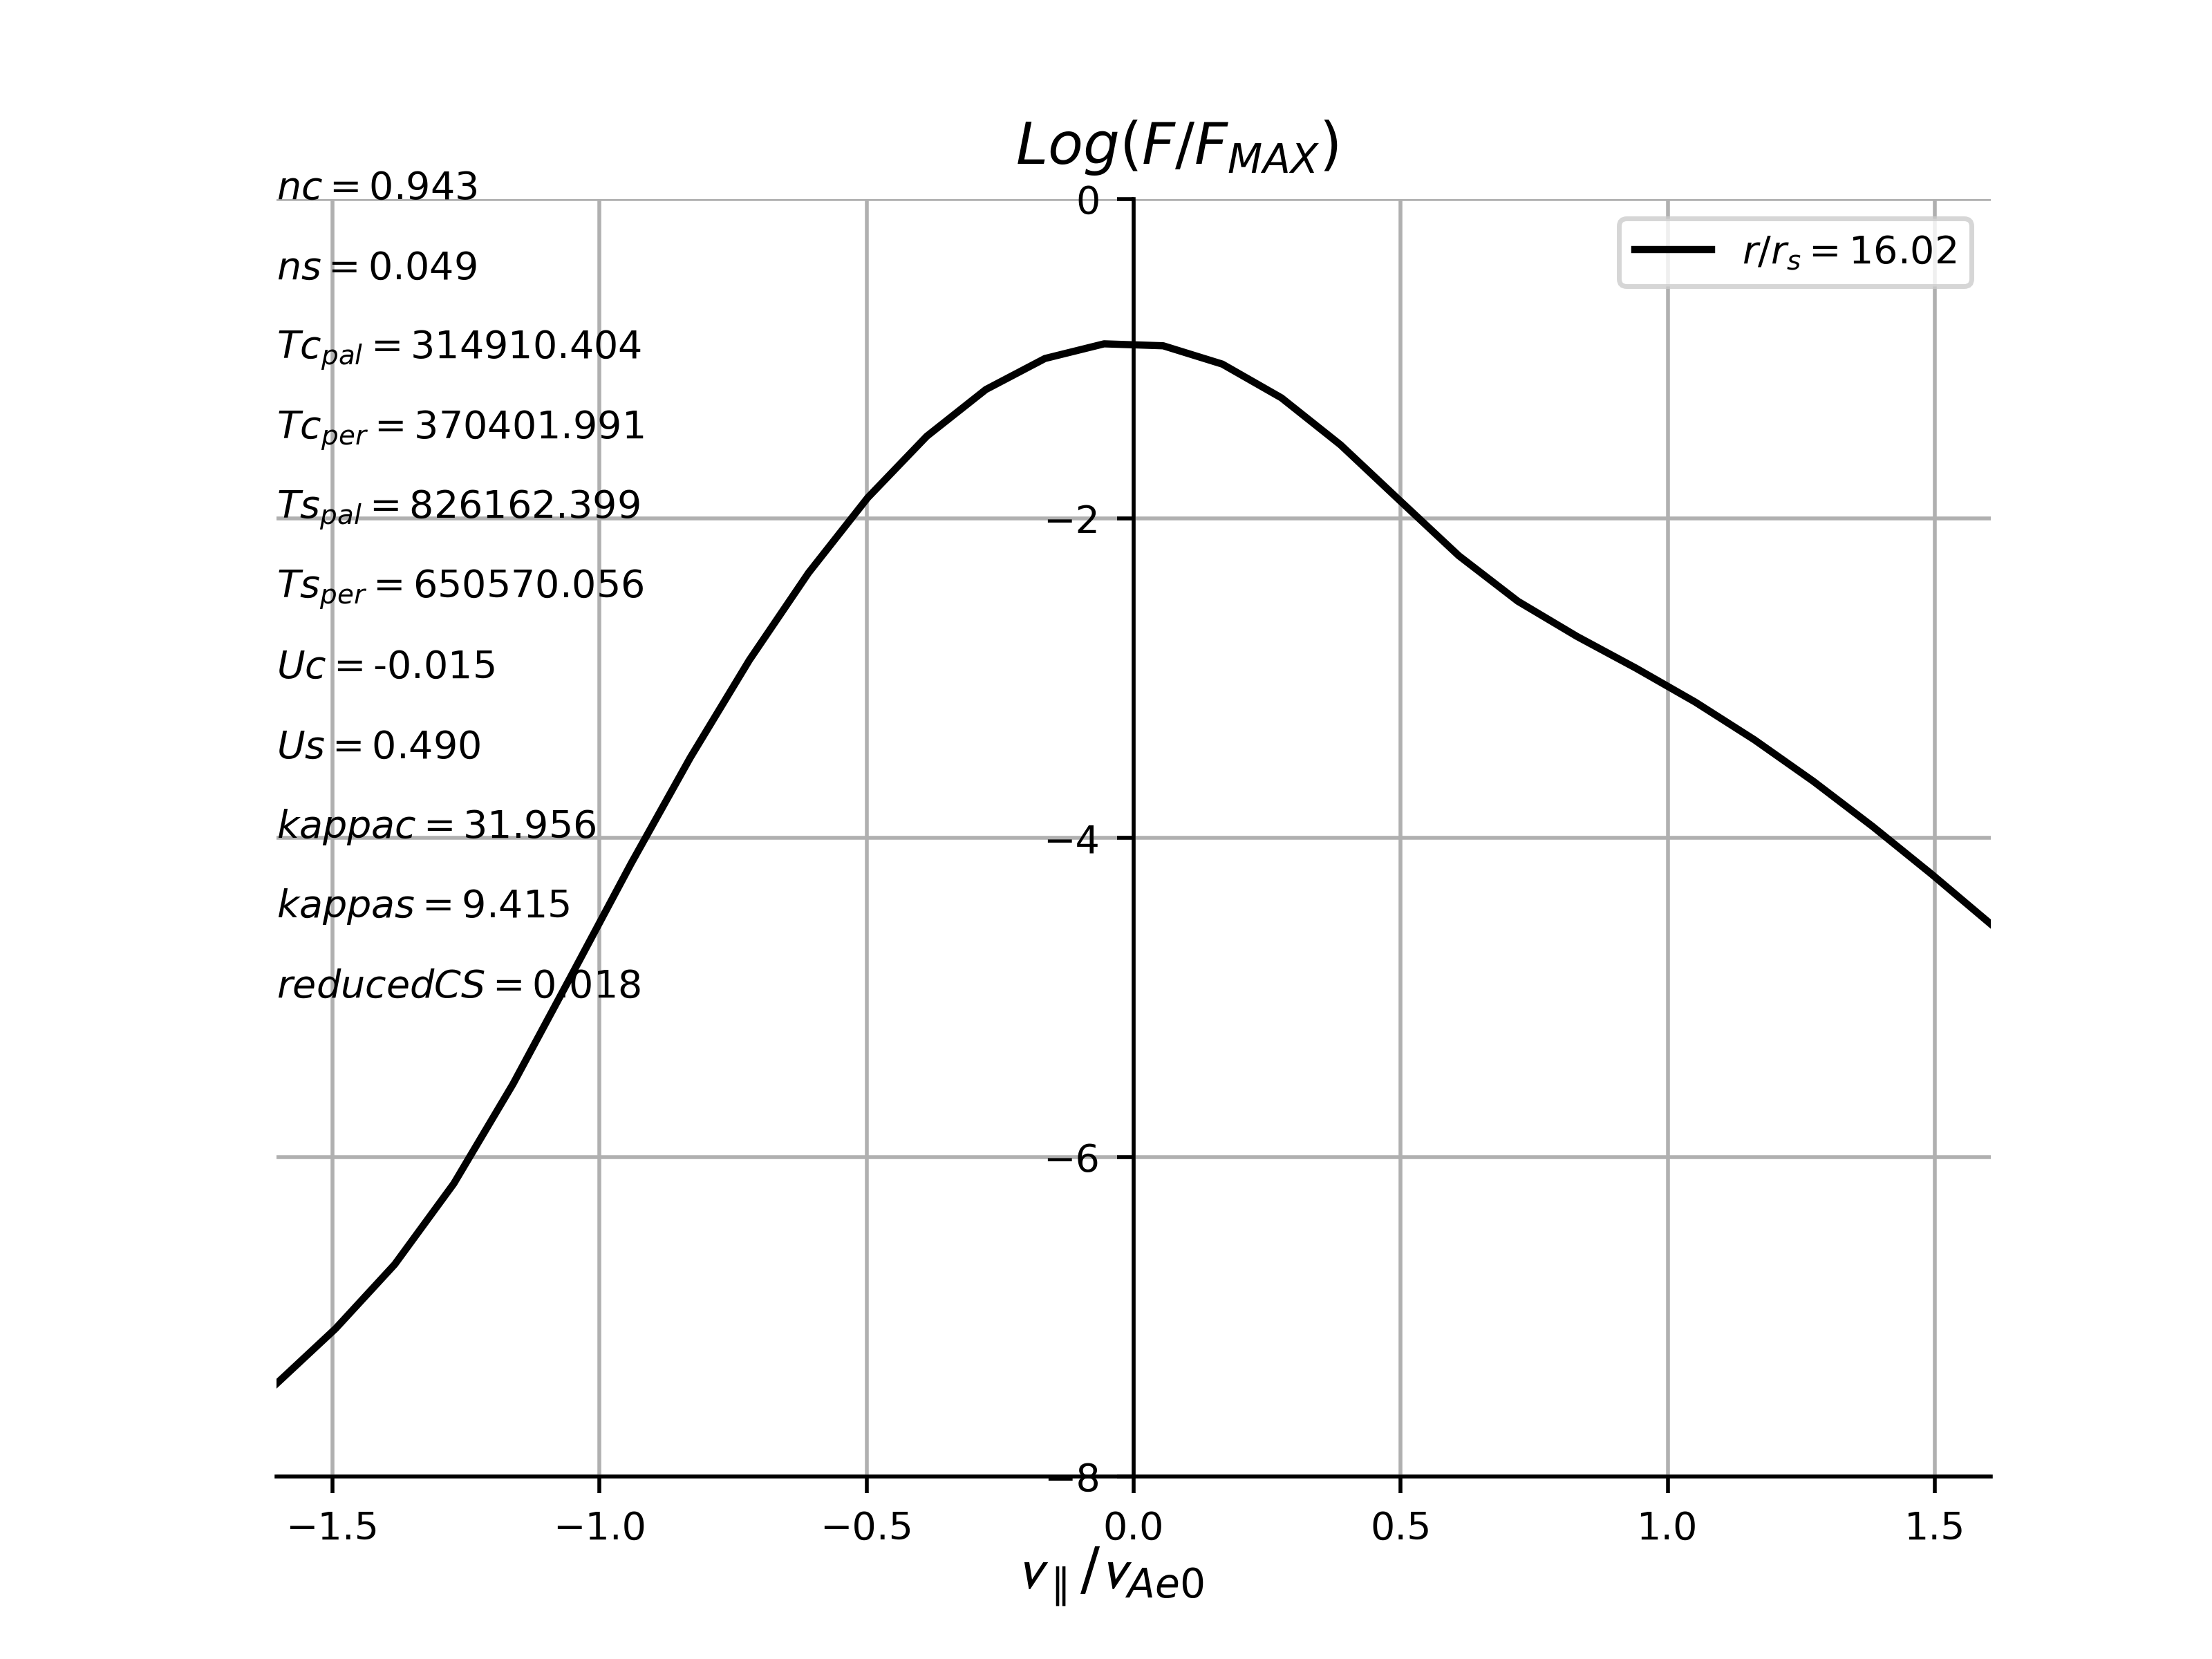 Log(F/F_MAX)
nc = 0.943
ns = 0.049
Tc_pal = 314910.404
Tc_per = 370401.991
Ts_pal = 826162.399
Ts_per = 650570.056
Uc = -0.015
Us = 0.490
kappac = 31.956
kappas = 9.415
reducedCS = 0.018
r/r_s = 16.02
0
−2
−4
−6
−8
−1.5 −1.0 −0.5 0.0 0.5 1.0 1.5
v_∥/v_Ae0